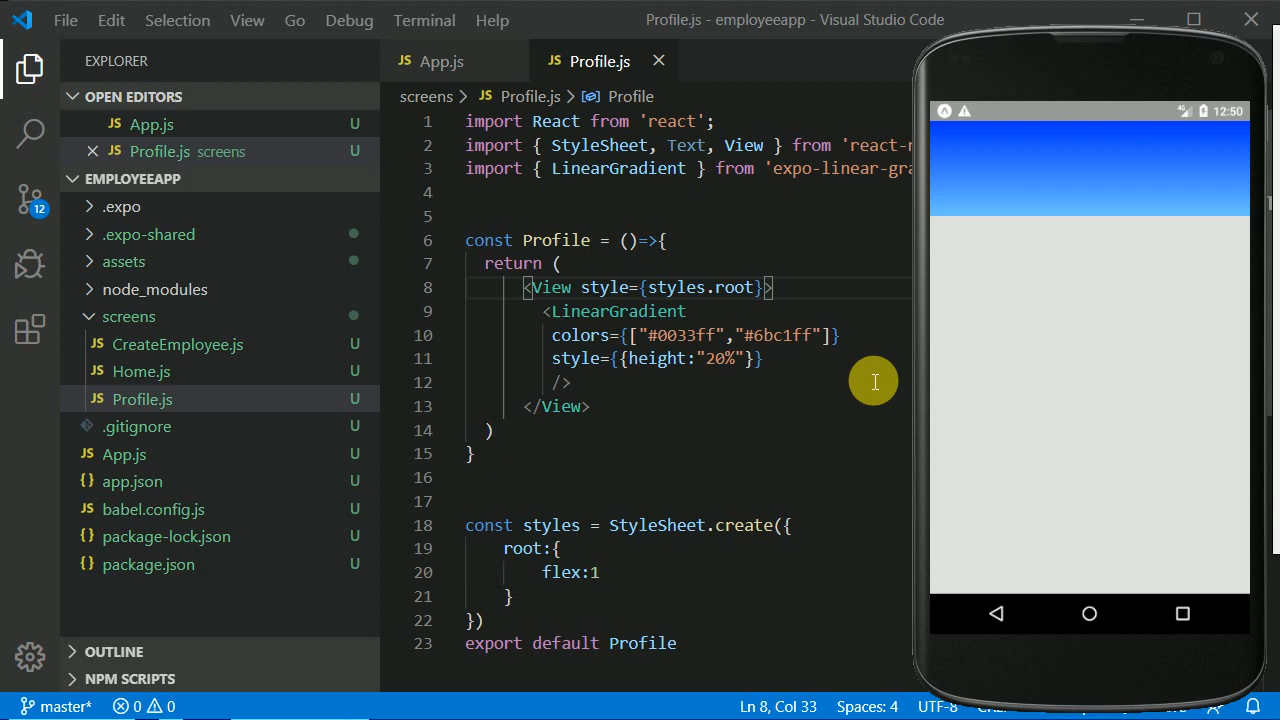 File Edit Selection View Go Debug Terminal Help Profile.js - employeeapp - Visual Studio Code
EXPLORER
OPEN EDITORS
JS App.js U
JS Profile.js screens U
EMPLOYEEAPP
.expo
.expo-shared
assets
node_modules
screens
JS CreateEmployee.js U
JS Home.js U
JS Profile.js U
.gitignore U
JS App.js U
{} app.json U
JS babel.config.js U
{} package-lock.json U
{} package.json U
OUTLINE
NPM SCRIPTS
12
JS App.js JS Profile.js
screens > JS Profile.js > Profile
1 import React from 'react';
2 import { StyleSheet, Text, View } from 'react-
3 import { LinearGradient } from 'expo-linear-gra
4
5
6 const Profile = ()=>{
7 return (
8 <View style={styles.root}>
9 <LinearGradient
10 colors={["#0033ff","#6bc1ff"]}
11 style={{height:"20%"}}
12 />
13 </View>
14 )
15 }
16
17
18 const styles = StyleSheet.create({
19 root:{
20 flex:1
21 }
22 })
23 export default Profile
4G 12:50
master* 0 0 Ln 8, Col 33 Spaces: 4 UTF-8